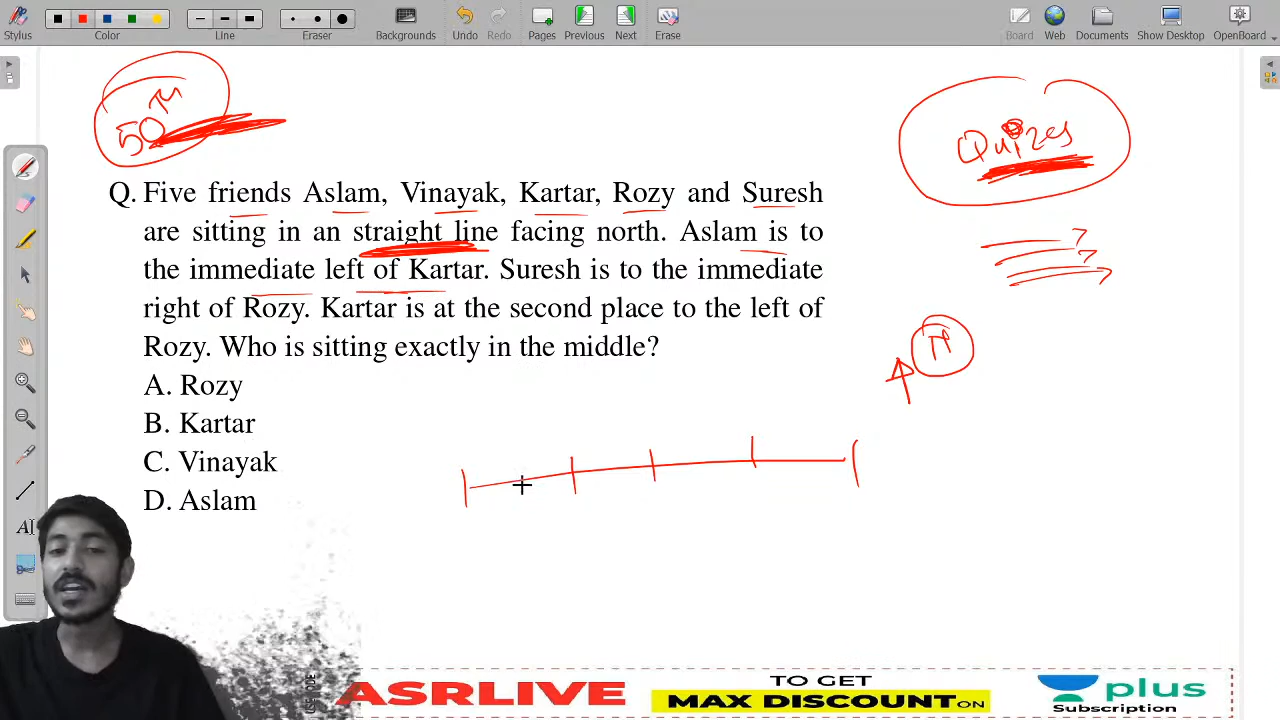 Stylus
Color
Line
Eraser
Backgrounds
Undo
Redo
Pages
Previous
Next
Erase
Board
Web
Documents
Show Desktop
OpenBoard
50
Quizes
Q. Five friends Aslam, Vinayak, Kartar, Rozy and Suresh
are sitting in an straight line facing north. Aslam is to
the immediate left of Kartar. Suresh is to the immediate
right of Rozy. Kartar is at the second place to the left of
Rozy. Who is sitting exactly in the middle?
A. Rozy
B. Kartar
C. Vinayak
D. Aslam
ASRLIVE
TO GET
MAX DISCOUNT ON
plus
Subscription